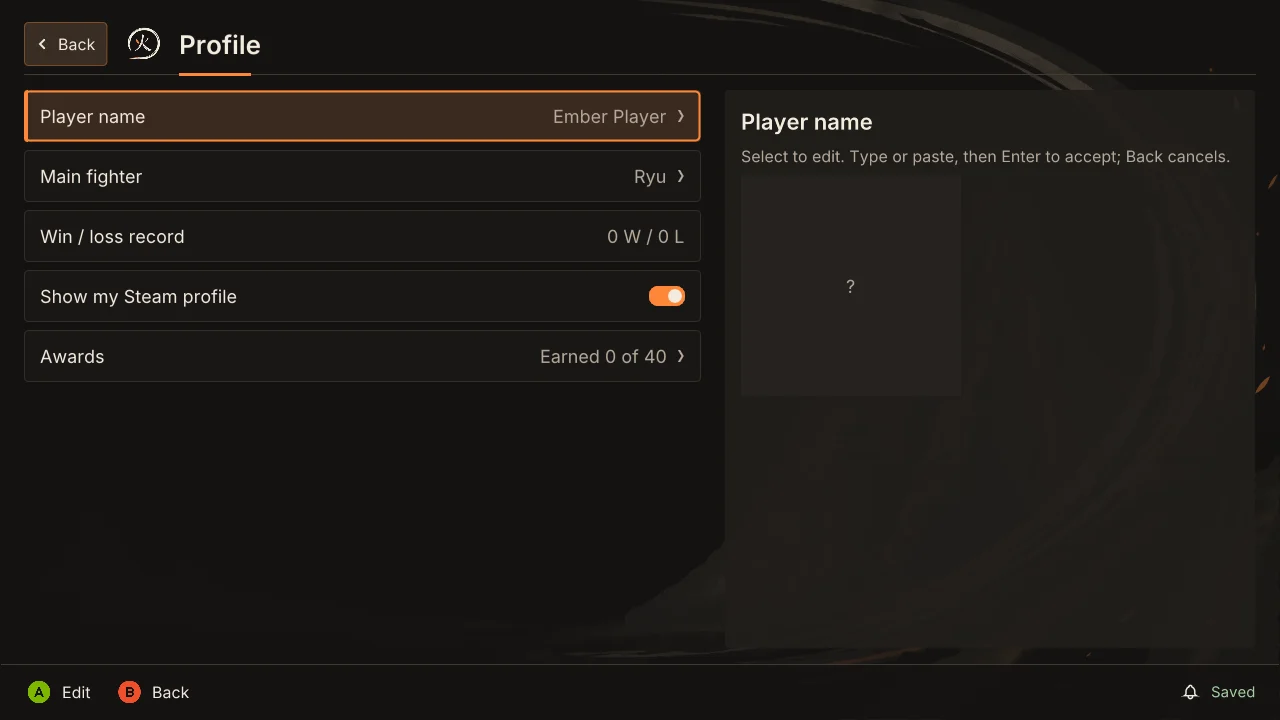 Back
火
Profile
Player name
Ember Player
Main fighter
Ryu
Win / loss record
0 W / 0 L
Show my Steam profile
Awards
Earned 0 of 40
Player name
Select to edit. Type or paste, then Enter to accept; Back cancels.
?
A Edit
B Back
Saved